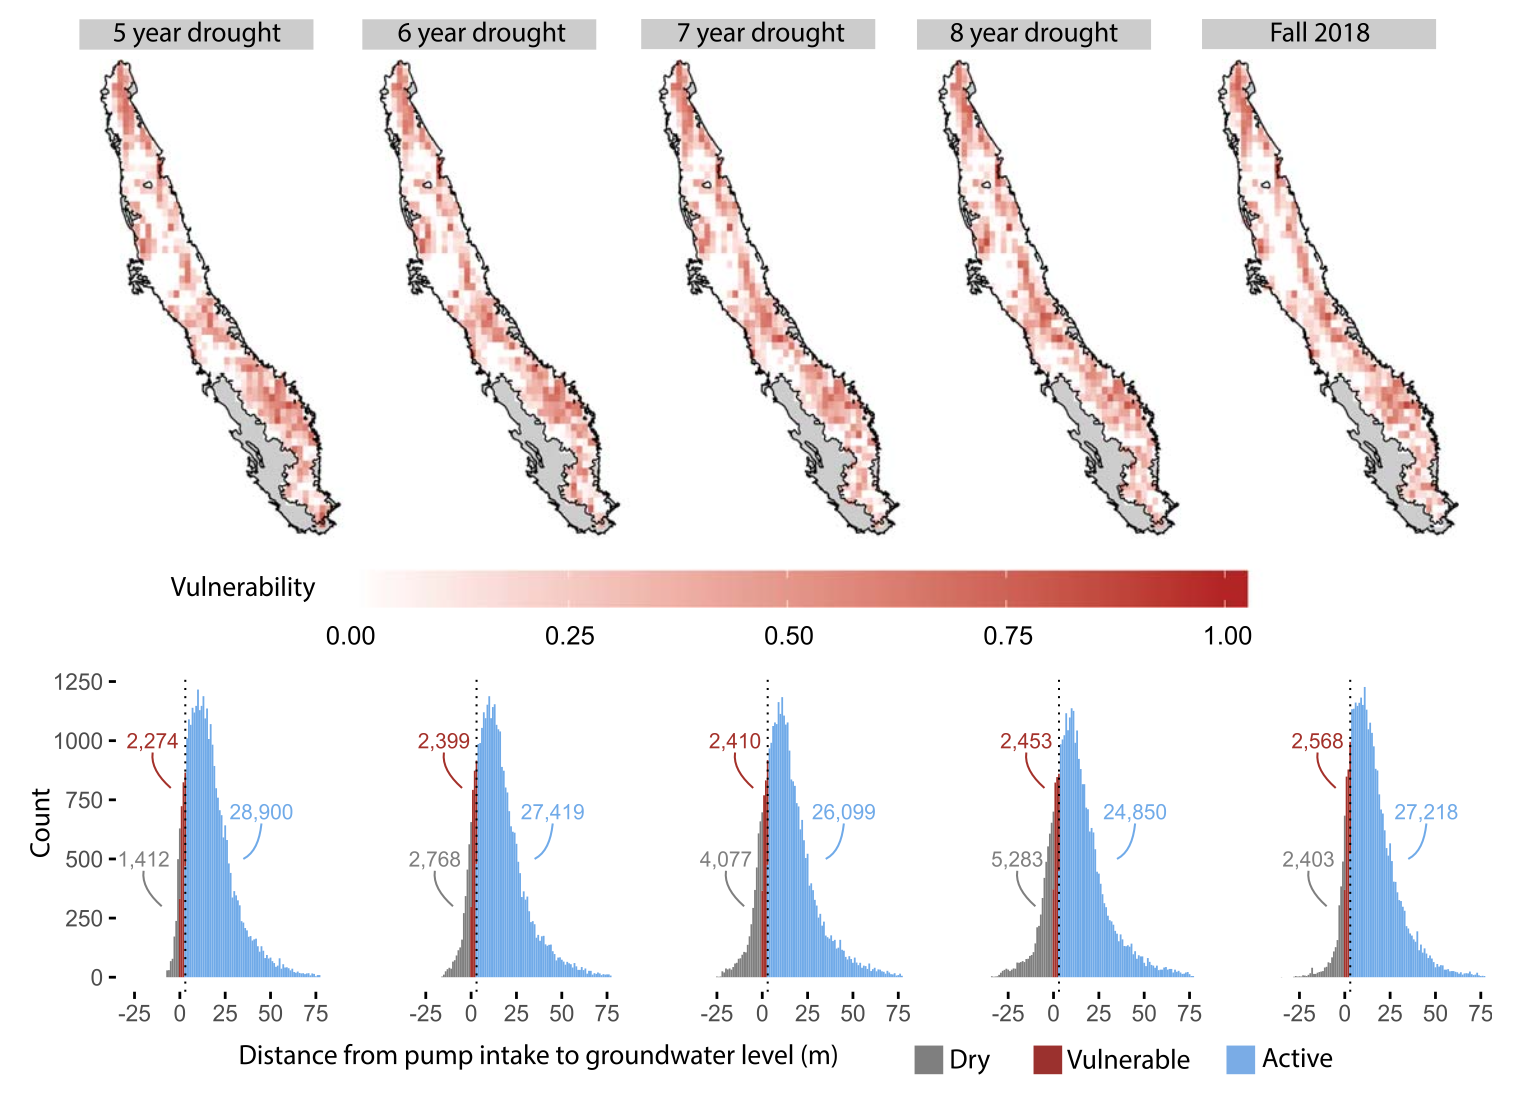 5 year drought
6 year drought
7 year drought
8 year drought
Fall 2018
Vulnerability
0.00 0.25 0.50 0.75 1.00
Count
1250
1000
750
500
250
0
2,274
28,900
1,412
2,399
27,419
2,768
2,410
26,099
4,077
2,453
24,850
5,283
2,568
27,218
2,403
-25 0 25 50 75
-25 0 25 50 75
-25 0 25 50 75
-25 0 25 50 75
-25 0 25 50 75
Distance from pump intake to groundwater level (m)
Dry
Vulnerable
Active